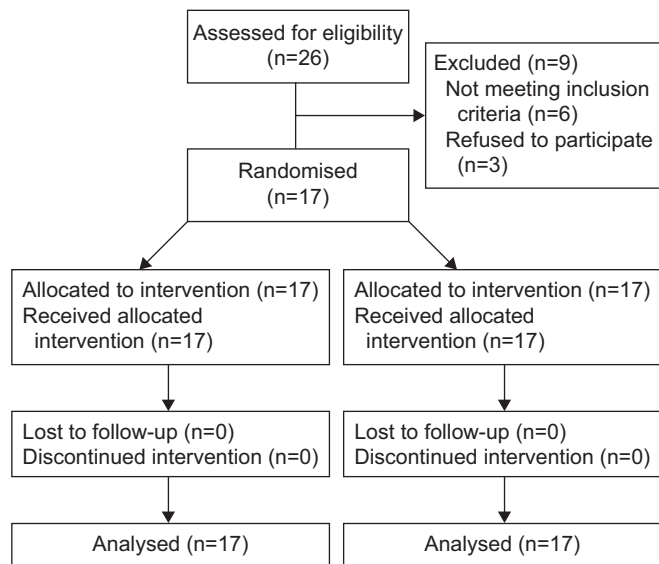 Assessed for eligibility
(n=26)
Excluded (n=9)
Not meeting inclusion
criteria (n=6)
Refused to participate
(n=3)
Randomised
(n=17)
Allocated to intervention (n=17)
Received allocated
intervention (n=17)
Allocated to intervention (n=17)
Received allocated
intervention (n=17)
Lost to follow-up (n=0)
Discontinued intervention (n=0)
Lost to follow-up (n=0)
Discontinued intervention (n=0)
Analysed (n=17)
Analysed (n=17)